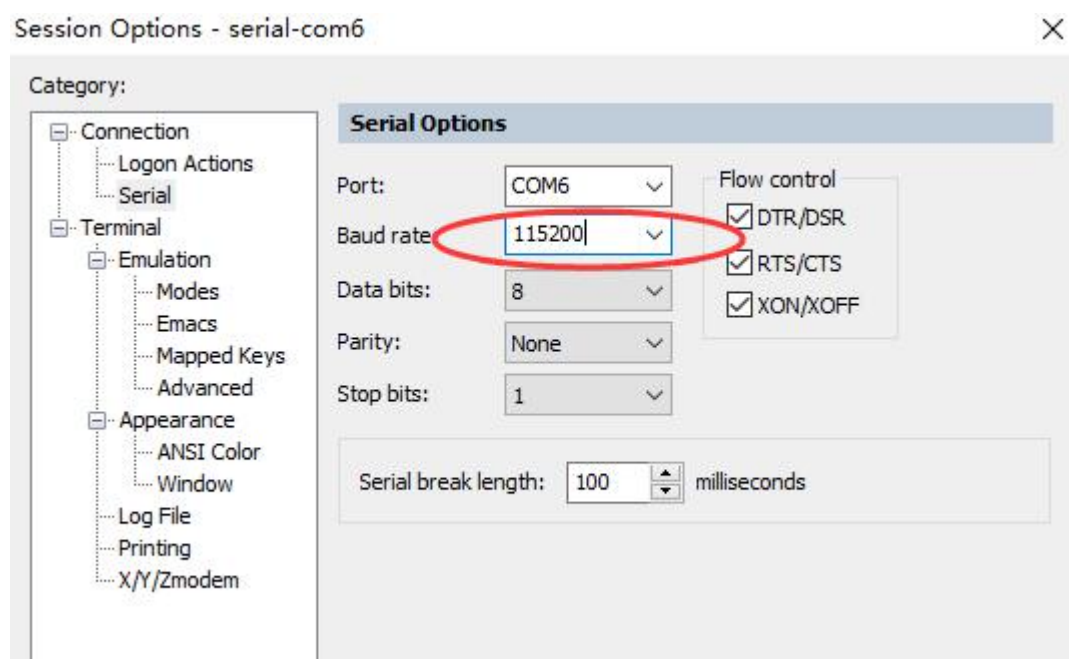 Session Options - serial-com6
Category:
Connection
Logon Actions
Serial
Terminal
Emulation
Modes
Emacs
Mapped Keys
Advanced
Appearance
ANSI Color
Window
Log File
Printing
X/Y/Zmodem
Serial Options
Port: COM6
Baud rate 115200
Data bits: 8
Parity: None
Stop bits: 1
Flow control
DTR/DSR
RTS/CTS
XON/XOFF
Serial break length: 100 milliseconds